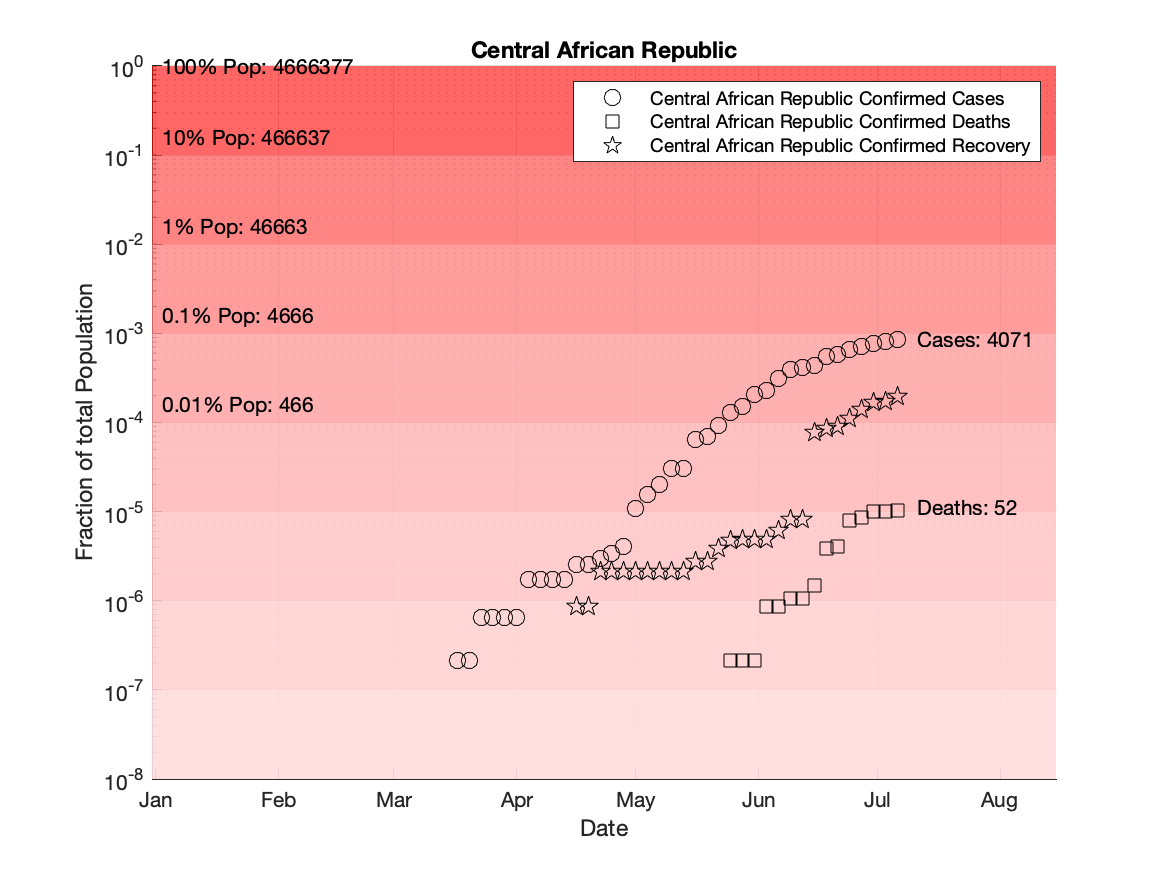 Central African Republic
10^0
100% Pop: 4666377
Central African Republic Confirmed Cases
Central African Republic Confirmed Deaths
Central African Republic Confirmed Recovery
10% Pop: 466637
10^-1
1% Pop: 46663
10^-2
0.1% Pop: 4666
10^-3
Cases: 4071
0.01% Pop: 466
10^-4
10^-5
Deaths: 52
10^-6
10^-7
10^-8
Fraction of total Population
Jan Feb Mar Apr May Jun Jul Aug
Date